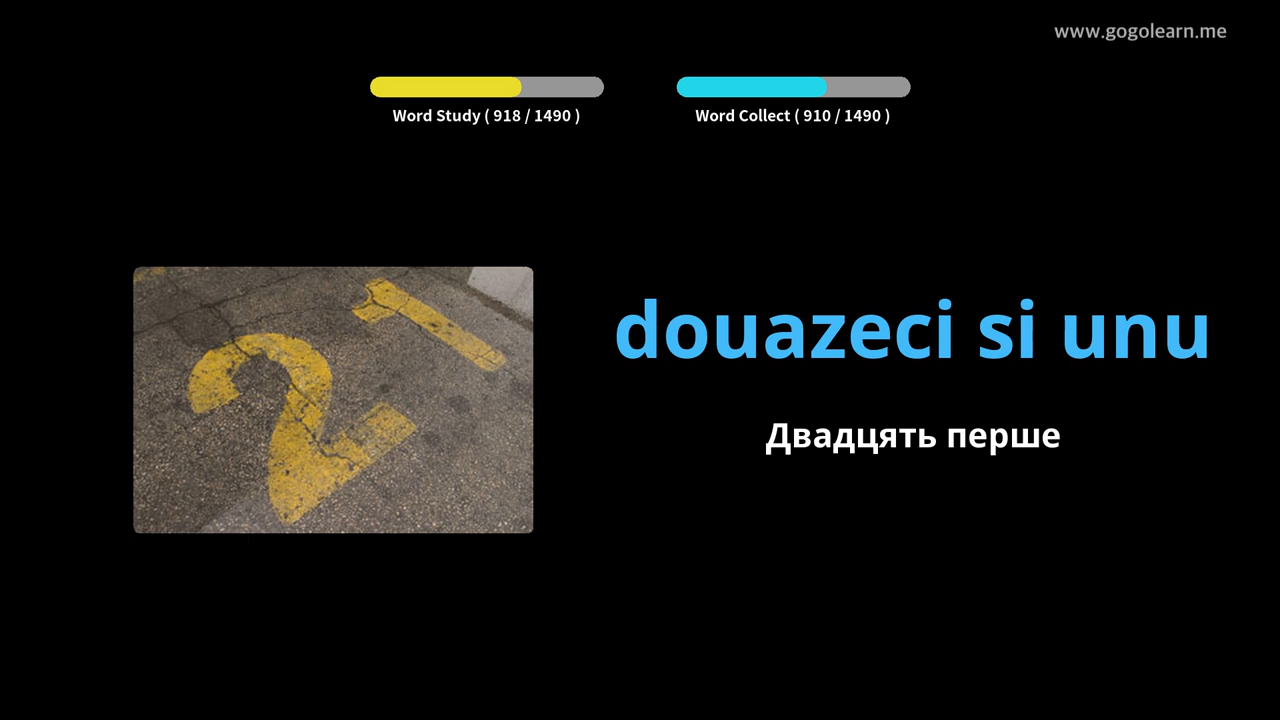 www.gogolearn.me
Word Study ( 918 / 1490 )
Word Collect ( 910 / 1490 )
21
douazeci si unu
Двадцять перше